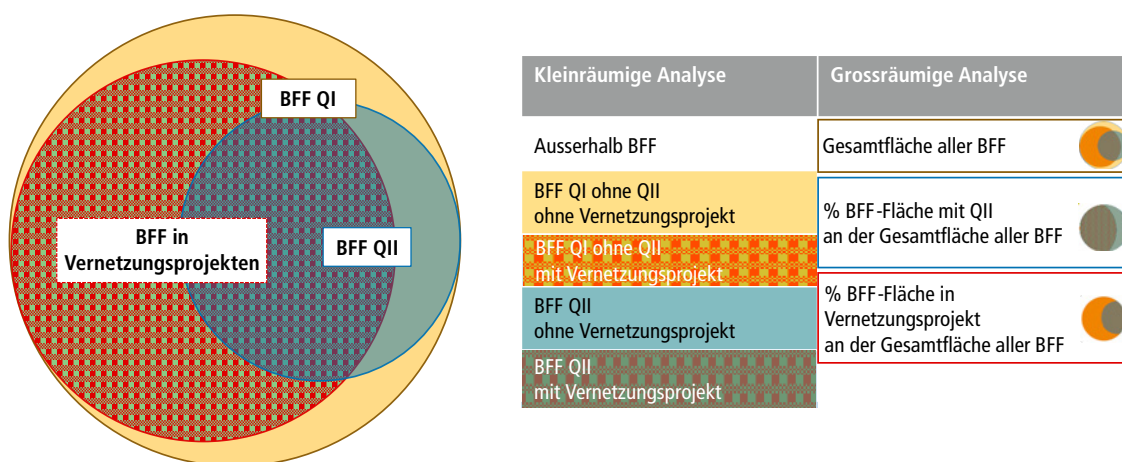 BFF QI
BFF in
Vernetzungsprojekten
BFF QII
Kleinräumige Analyse
Grossräumige Analyse
Ausserhalb BFF
Gesamtfläche aller BFF
BFF QI ohne QII
ohne Vernetzungsprojekt
% BFF-Fläche mit QII
an der Gesamtfläche aller BFF
BFF QI ohne QII
mit Vernetzungsprojekt
% BFF-Fläche in
Vernetzungsprojekt
an der Gesamtfläche aller BFF
BFF QII
ohne Vernetzungsprojekt
BFF QII
mit Vernetzungsprojekt